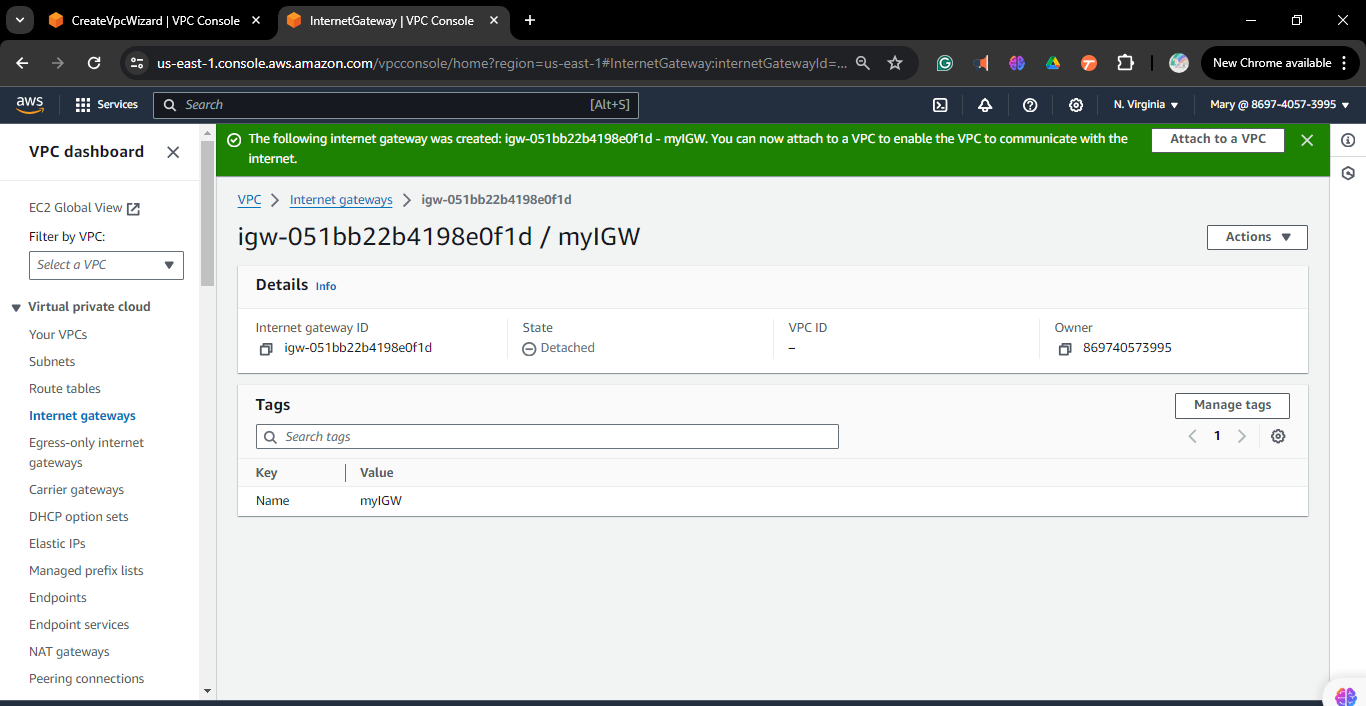 CreateVpcWizard | VPC Console
InternetGateway | VPC Console
us-east-1.console.aws.amazon.com/vpcconsole/home?region=us-east-1#InternetGateway:internetGatewayId=...
New Chrome available
aws
Services
Search
[Alt+S]
N. Virginia
Mary @ 8697-4057-3995
VPC dashboard
EC2 Global View
Filter by VPC:
Select a VPC
Virtual private cloud
Your VPCs
Subnets
Route tables
Internet gateways
Egress-only internet
gateways
Carrier gateways
DHCP option sets
Elastic IPs
Managed prefix lists
Endpoints
Endpoint services
NAT gateways
Peering connections
The following internet gateway was created: igw-051bb22b4198e0f1d - myIGW. You can now attach to a VPC to enable the VPC to communicate with the
internet.
Attach to a VPC
VPC
Internet gateways
igw-051bb22b4198e0f1d
igw-051bb22b4198e0f1d / myIGW
Actions
Details Info
Internet gateway ID
igw-051bb22b4198e0f1d
State
Detached
VPC ID
–
Owner
869740573995
Tags
Manage tags
Search tags
1
Key
Value
Name
myIGW